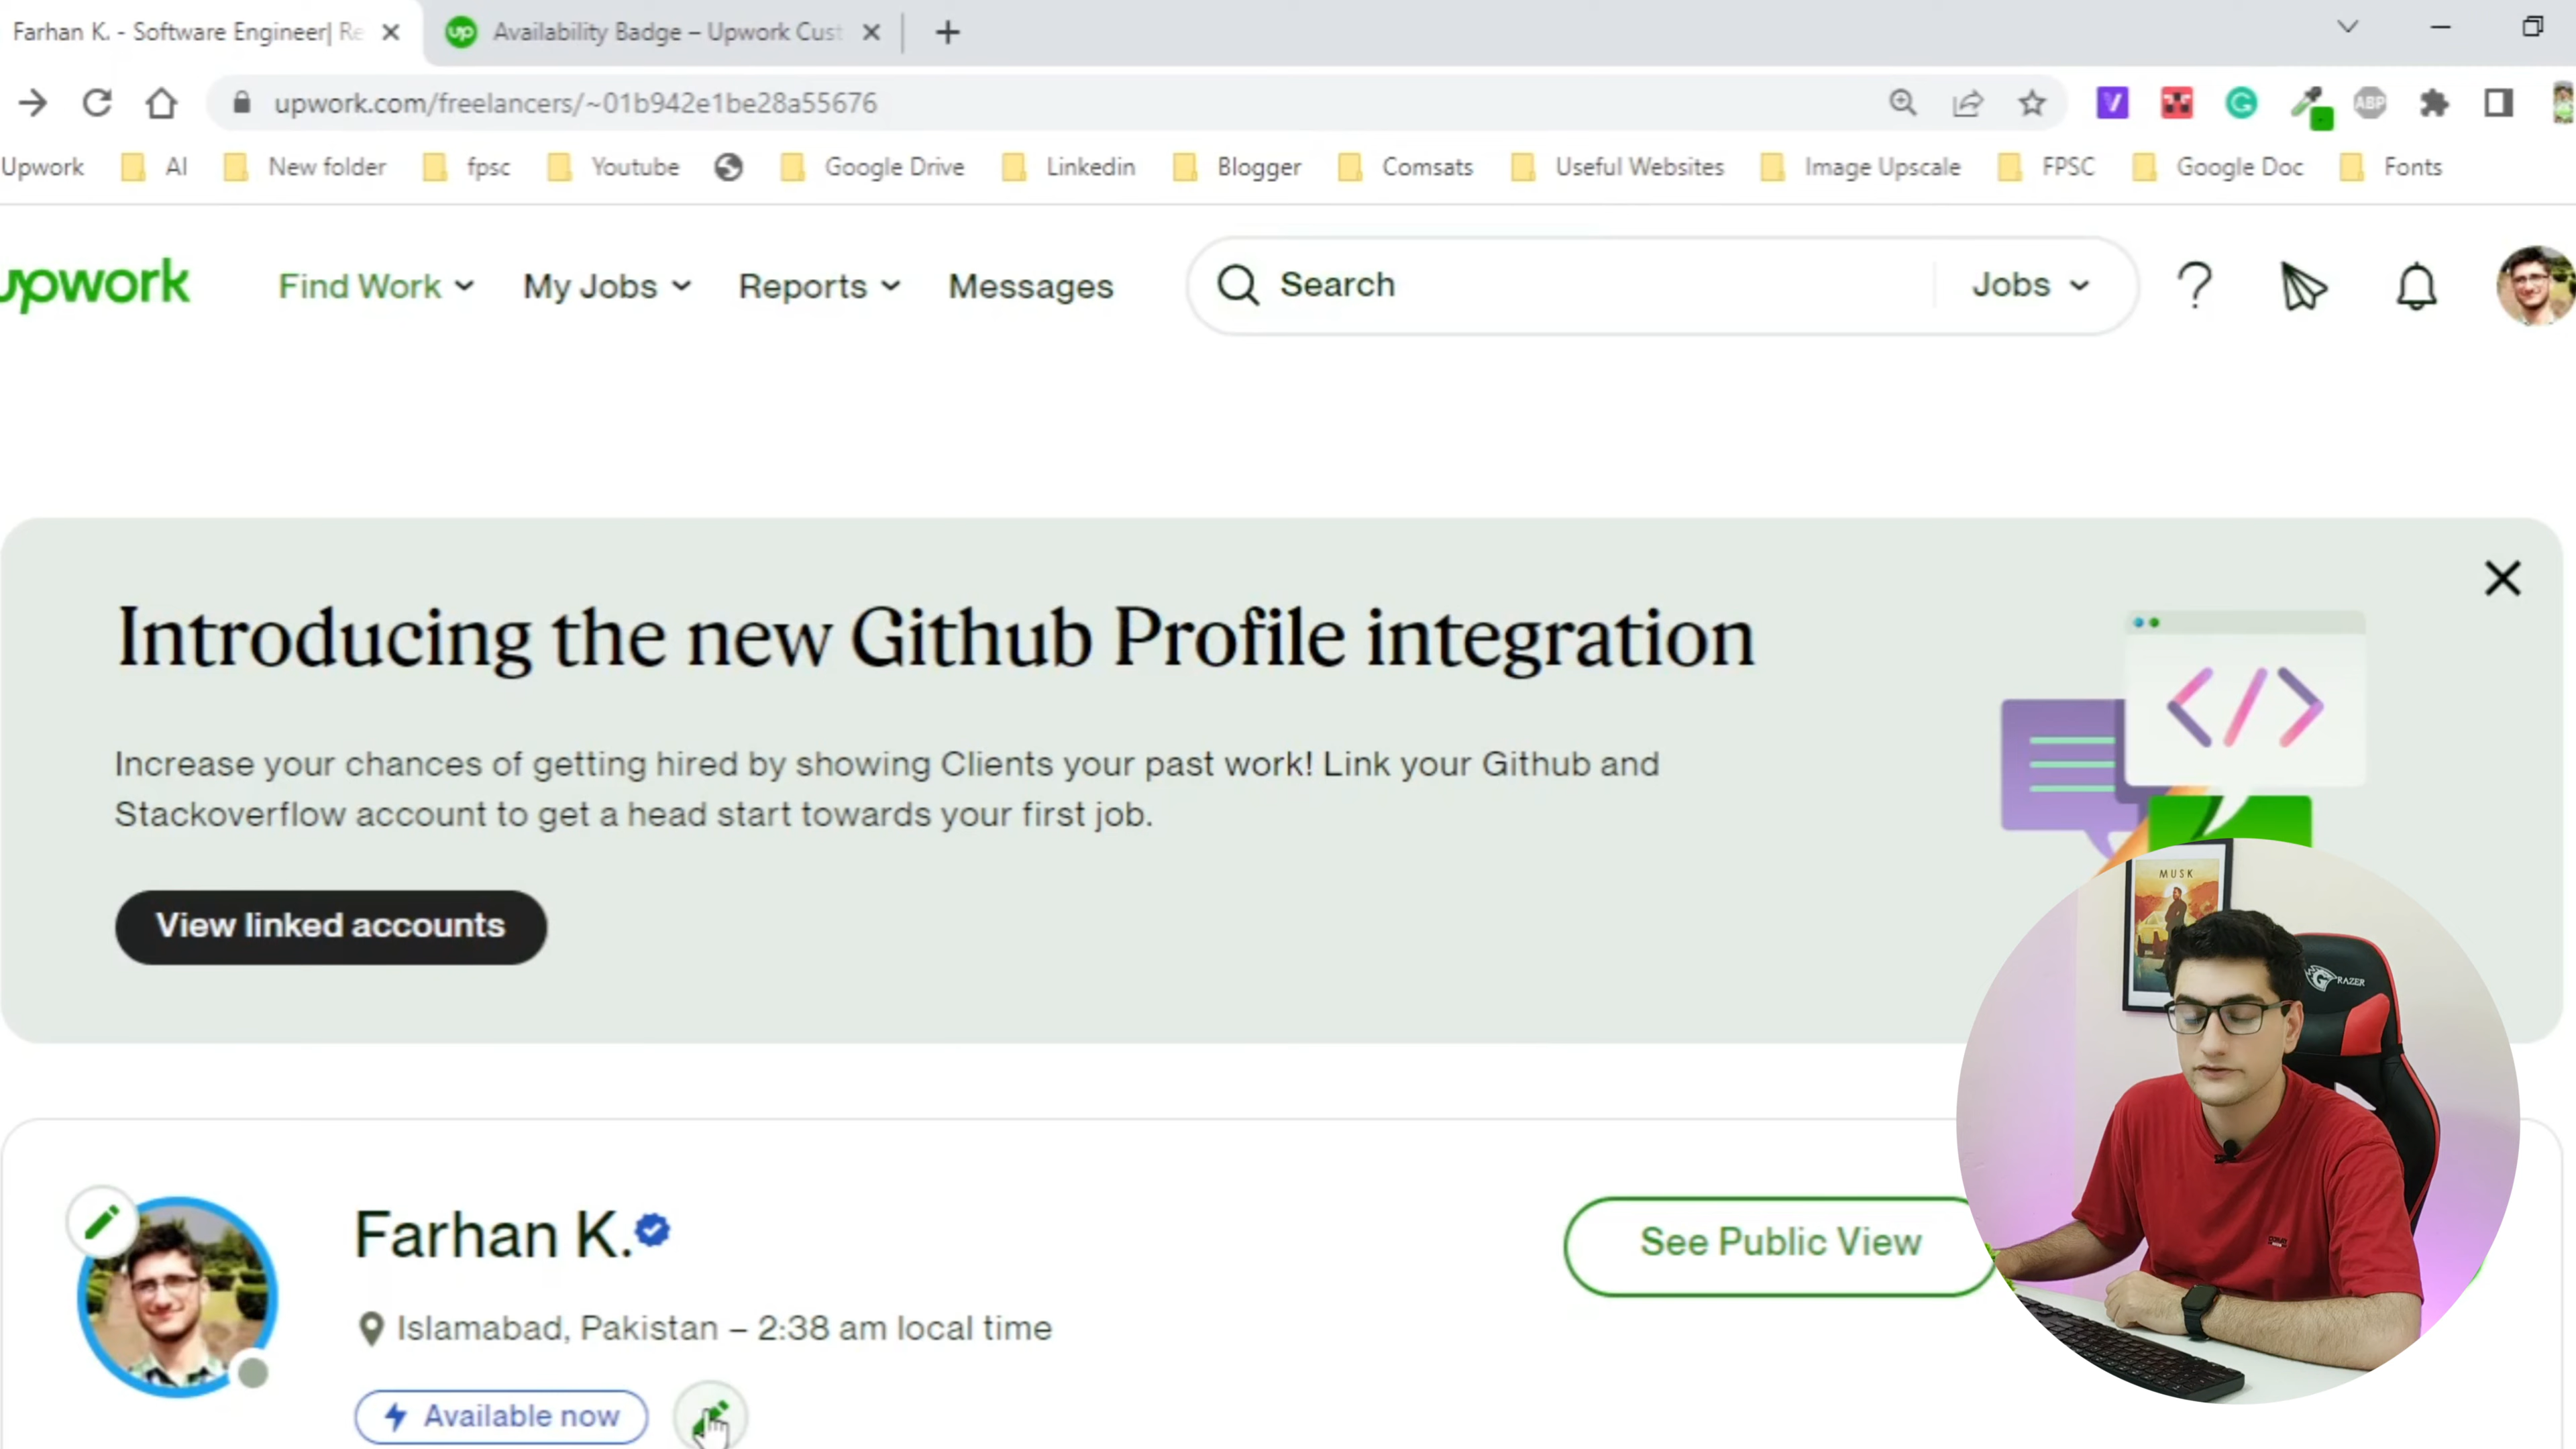 Farhan K. - Software Engineer| Re
up Availability Badge – Upwork Cust
upwork.com/freelancers/~01b942e1be28a55676
ABP
Upwork AI New folder fpsc Youtube Google Drive Linkedin Blogger Comsats Useful Websites Image Upscale FPSC Google Doc Fonts
upwork Find Work My Jobs Reports Messages Search Jobs
Introducing the new Github Profile integration
Increase your chances of getting hired by showing Clients your past work! Link your Github and
Stackoverflow account to get a head start towards your first job.
View linked accounts
MUSK
RAZER
Farhan K.
See Public View
Islamabad, Pakistan – 2:38 am local time
Available now